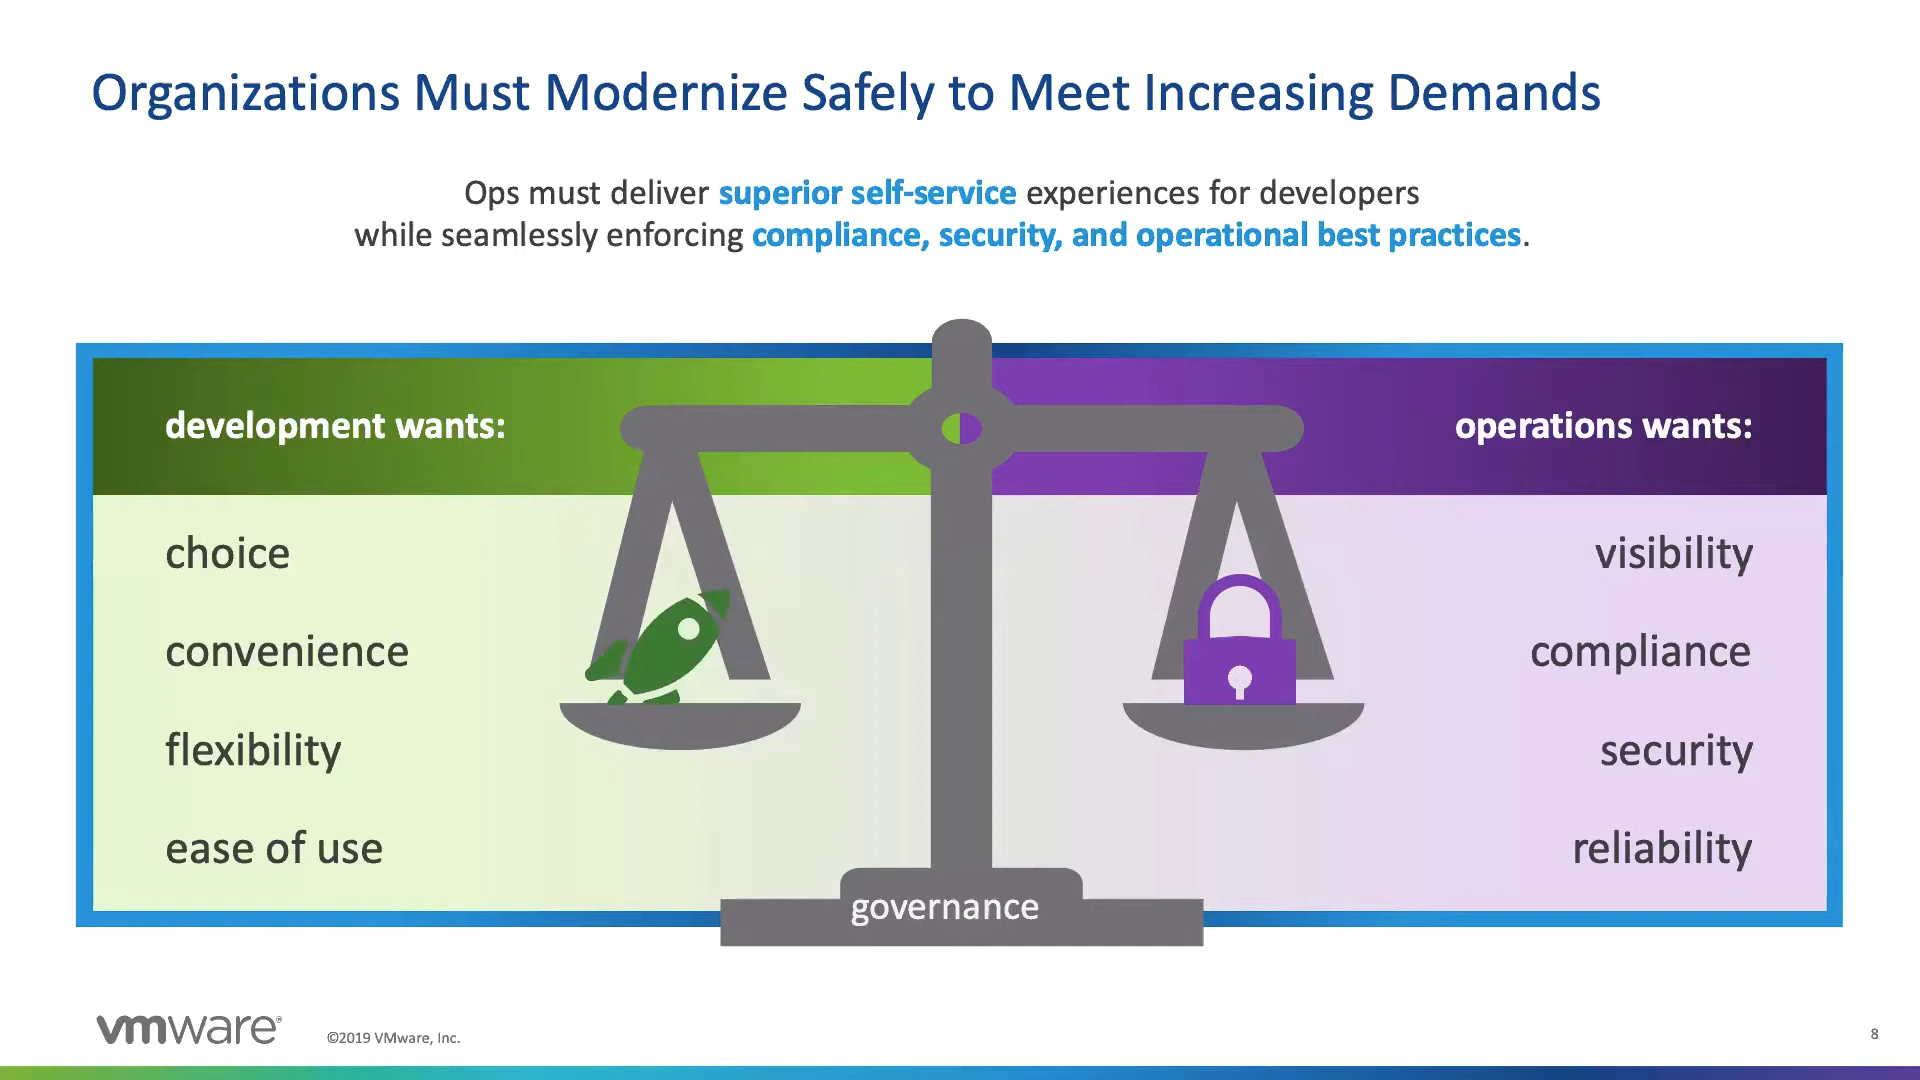 Organizations Must Modernize Safely to Meet Increasing Demands
Ops must deliver superior self-service experiences for developers
while seamlessly enforcing compliance, security, and operational best practices.
development wants:
choice
convenience
flexibility
ease of use
operations wants:
visibility
compliance
security
reliability
governance
vmware®
©2019 VMware, Inc.
8